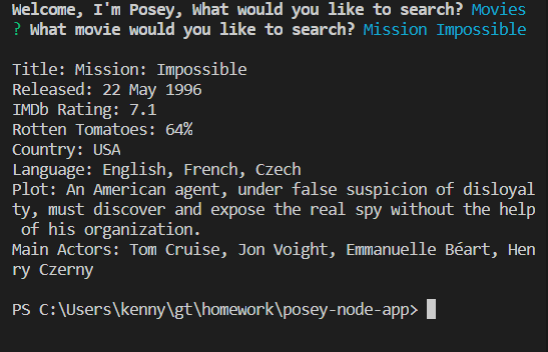 Welcome, I'm Posey, What would you like to search? Movies
? What movie would you like to search? Mission Impossible
Title: Mission: Impossible
Released: 22 May 1996
IMDb Rating: 7.1
Rotten Tomatoes: 64%
Country: USA
Language: English, French, Czech
Plot: An American agent, under false suspicion of disloyal
ty, must discover and expose the real spy without the help
of his organization.
Main Actors: Tom Cruise, Jon Voight, Emmanuelle Béart, Hen
ry Czerny
PS C:\Users\kenny\gt\homework\posey-node-app>